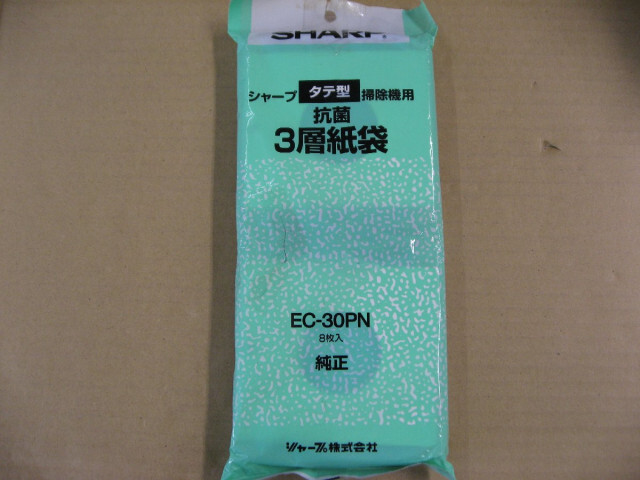 SHARP
シャープ タテ型 掃除機用
抗菌
3層紙袋
EC-30PN
8枚入
純正
シャープ株式会社